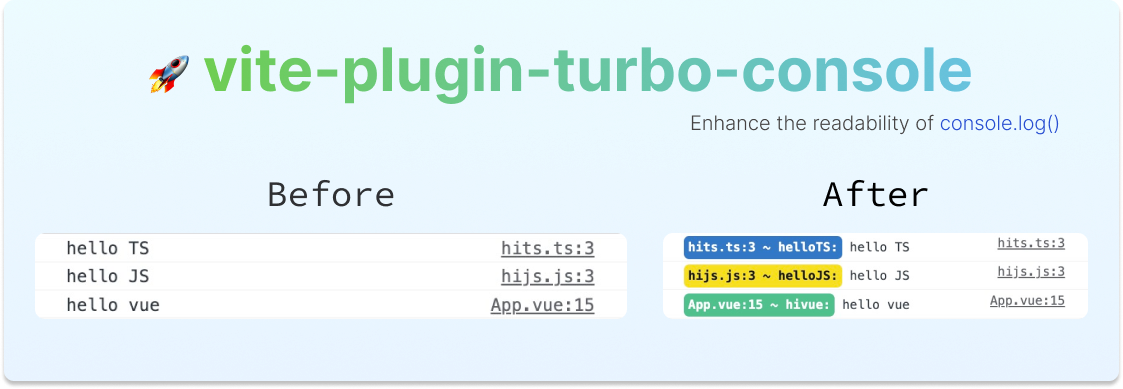 🚀 vite-plugin-turbo-console
Enhance the readability of console.log()
Before
hello TS hits.ts:3
hello JS hijs.js:3
hello vue App.vue:15
After
hits.ts:3 ~ helloTS: hello TS hits.ts:3
hijs.js:3 ~ helloJS: hello JS hijs.js:3
App.vue:15 ~ hivue: hello vue App.vue:15